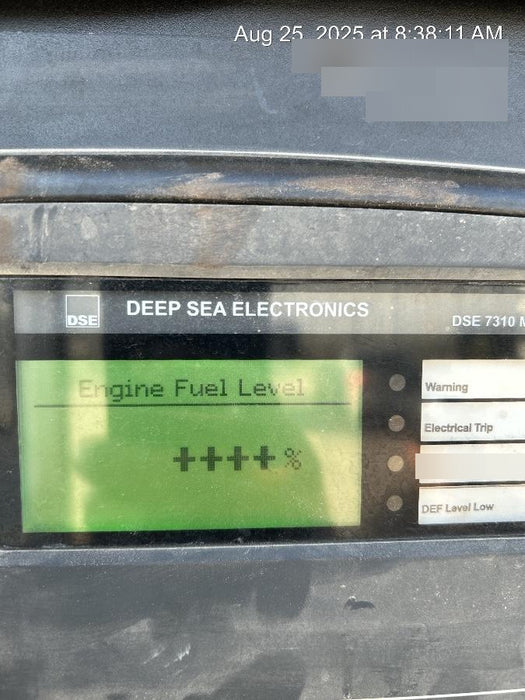 Aug 25, 2025 at 8:38:11 AM
DSE
DEEP SEA ELECTRONICS
DSE 7310 M
Engine Fuel Level
++++%
Warning
Electrical Trip
DEF Level Low